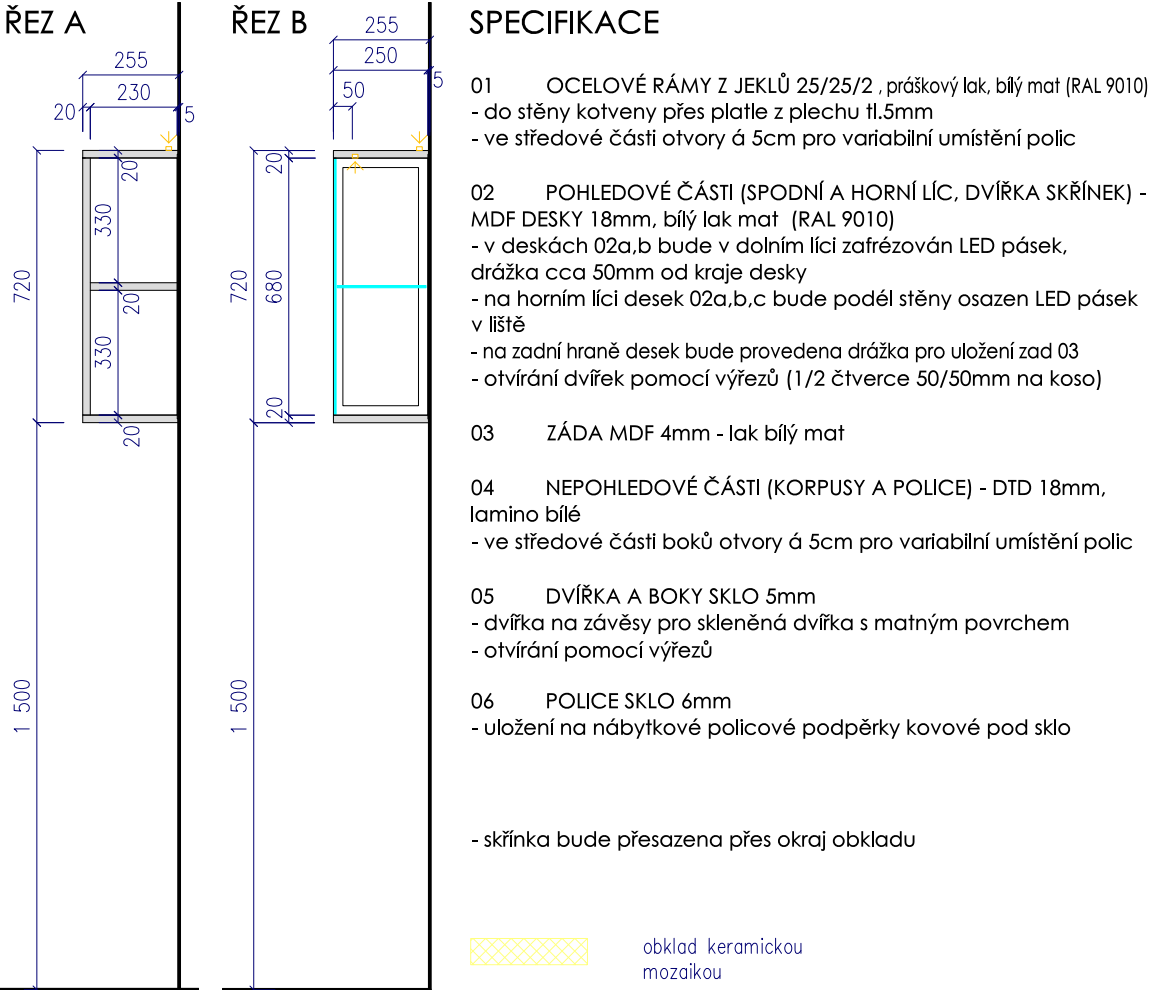 ŘEZ A
255
230
20
5
20
330
720
20
330
20
1 500
ŘEZ B
255
250
5
50
20
720
680
20
1 500
SPECIFIKACE
01 OCELOVÉ RÁMY Z JEKLŮ 25/25/2 , práškový lak, bílý mat (RAL 9010)
- do stěny kotveny přes platle z plechu tl.5mm
- ve středové části otvory á 5cm pro variabilní umístění polic
02 POHLEDOVÉ ČÁSTI (SPODNÍ A HORNÍ LÍC, DVÍŘKA SKŘÍNEK) -
MDF DESKY 18mm, bílý lak mat (RAL 9010)
- v deskách 02a,b bude v dolním líci zafrézován LED pásek,
drážka cca 50mm od kraje desky
- na horním líci desek 02a,b,c bude podél stěny osazen LED pásek
v liště
- na zadní hraně desek bude provedena drážka pro uložení zad 03
- otvírání dvířek pomocí výřezů (1/2 čtverce 50/50mm na koso)
03 ZÁDA MDF 4mm - lak bílý mat
04 NEPOHLEDOVÉ ČÁSTI (KORPUSY A POLICE) - DTD 18mm,
lamino bílé
- ve středové části boků otvory á 5cm pro variabilní umístění polic
05 DVÍŘKA A BOKY SKLO 5mm
- dvířka na závěsy pro skleněná dvířka s matným povrchem
- otvírání pomocí výřezů
06 POLICE SKLO 6mm
- uložení na nábytkové policové podpěrky kovové pod sklo
- skřínka bude přesazena přes okraj obkladu
obklad keramickou
mozaikou